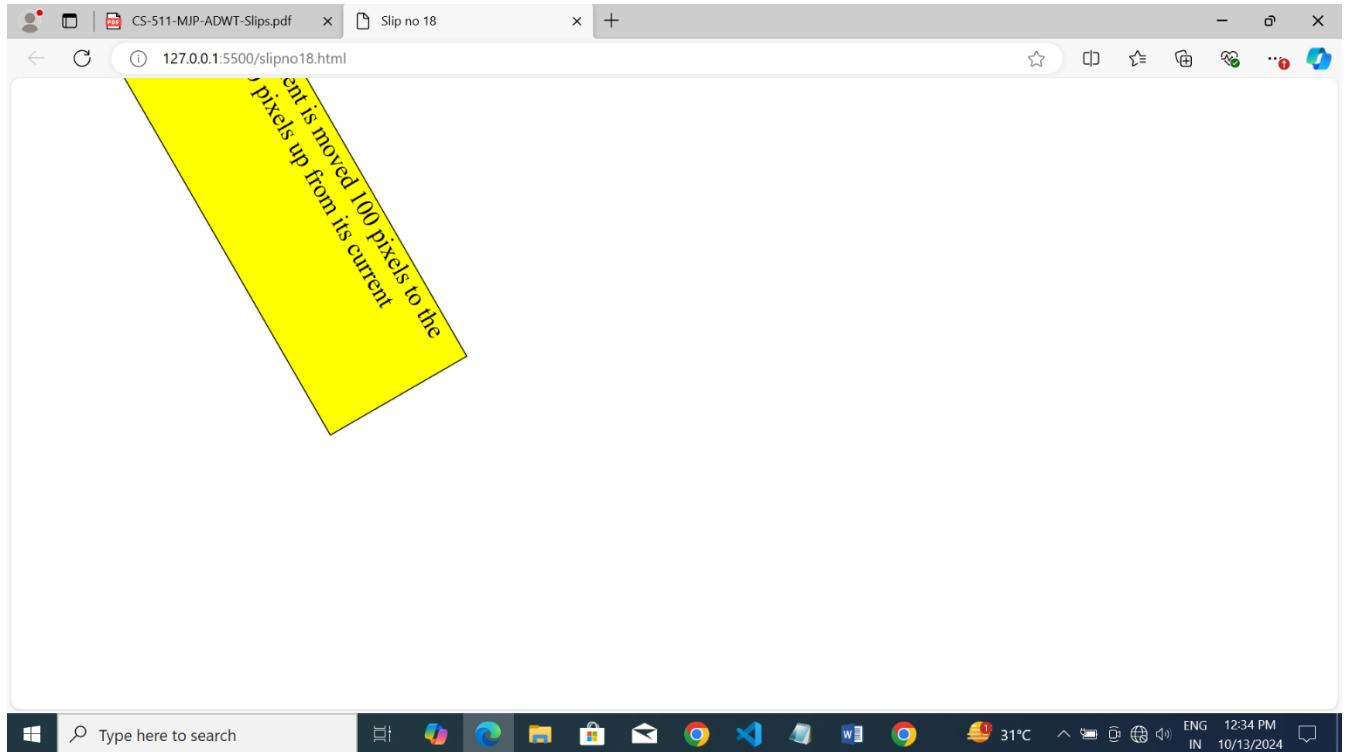 CS-511-MJP-ADWT-Slips.pdf
Slip no 18
127.0.0.1:5500/slipno18.html
is moved 100 pixels to the
pixels up from its current
Type here to search
31°C
ENG
IN
12:34 PM
10/13/2024